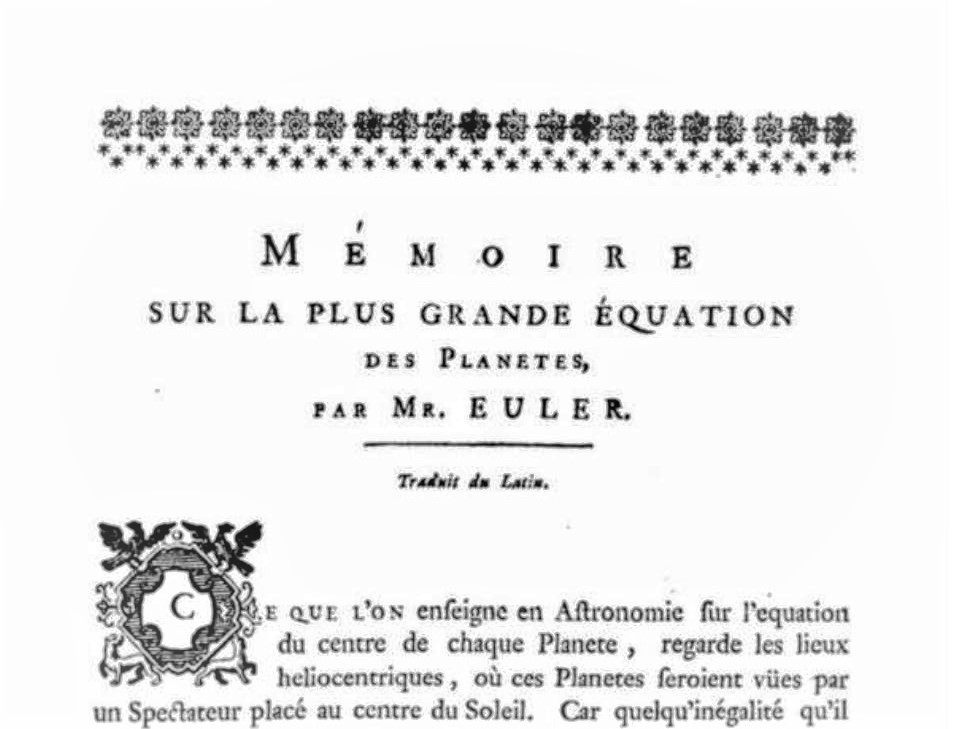 MÉMOIRE
SUR LA PLUS GRANDE ÉQUATION
DES PLANETES,
PAR MR. EULER.
Traduit du Latin.
CE QUE L'ON enſeigne en Aſtronomie ſur l'equation
du centre de chaque Planete, regarde les lieux
heliocentriques, où ces Planetes ſeroient vües par
un Spectateur placé au centre du Soleil. Car quelqu'inégalité qu'il